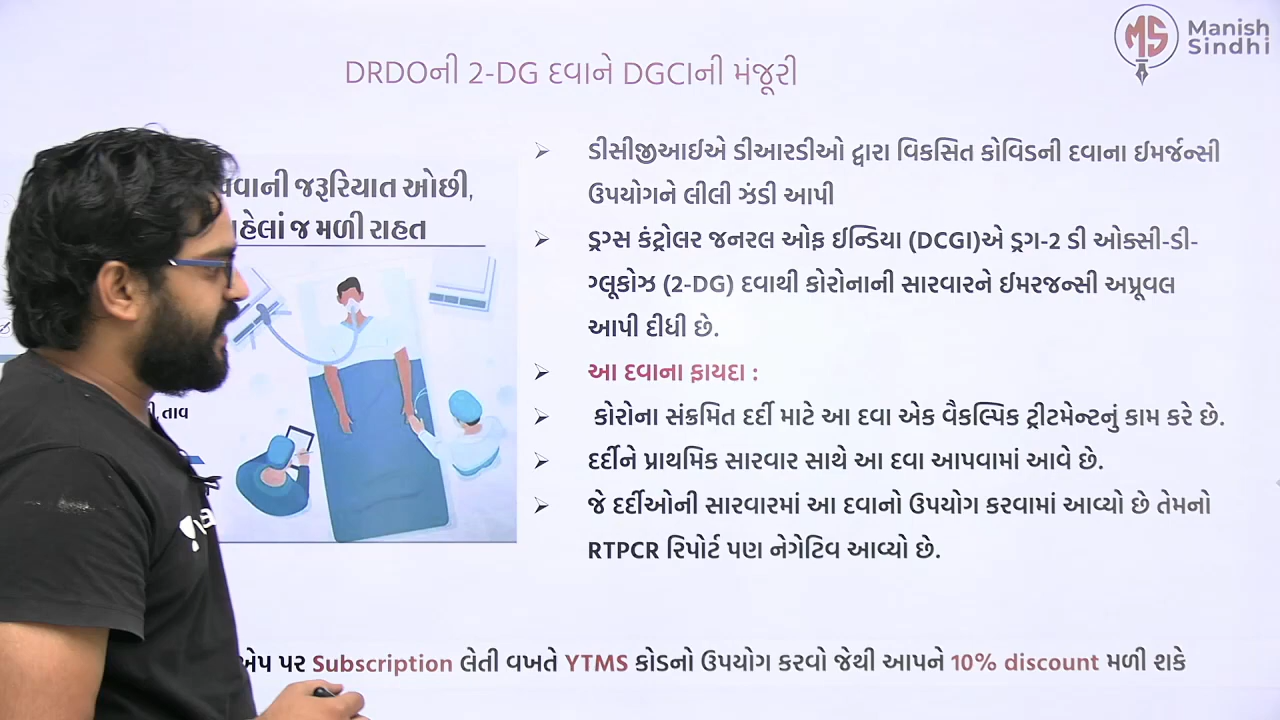 Manish
Sindhi
DRDOની 2-DG દવાને DGCIની મંજૂરી
ડીસીજીઆઈએ ડીઆરડીઓ દ્વારા વિકસિત કોવિડની દવાના ઈમર્જન્સી
ઉપયોગને લીલી ઝંડી આપી
ડ્રગ્સ કંટ્રોલર જનરલ ઓફ ઈન્ડિયા (DCGI)એ ડ્રગ-2 ડી ઓક્સી-ડી-
ગ્લૂકોઝ (2-DG) દવાથી કોરોનાની સારવારને ઈમરજન્સી અપ્રૂવલ
આપી દીધી છે.
આ દવાના ફાયદા :
કોરોના સંક્રમિત દર્દી માટે આ દવા એક વૈકલ્પિક ટ્રીટમેન્ટનું કામ કરે છે.
દર્દીને પ્રાથમિક સારવાર સાથે આ દવા આપવામાં આવે છે.
જે દર્દીઓની સારવારમાં આ દવાનો ઉપયોગ કરવામાં આવ્યો છે તેમનો
RTPCR રિપોર્ટ પણ નેગેટિવ આવ્યો છે.
જરૂરિયાત ઓછી,
જ મળી રાહત
તાવ
પર Subscription લેતી વખતે YTMS કોડનો ઉપયોગ કરવો જેથી આપને 10% discount મળી શકે